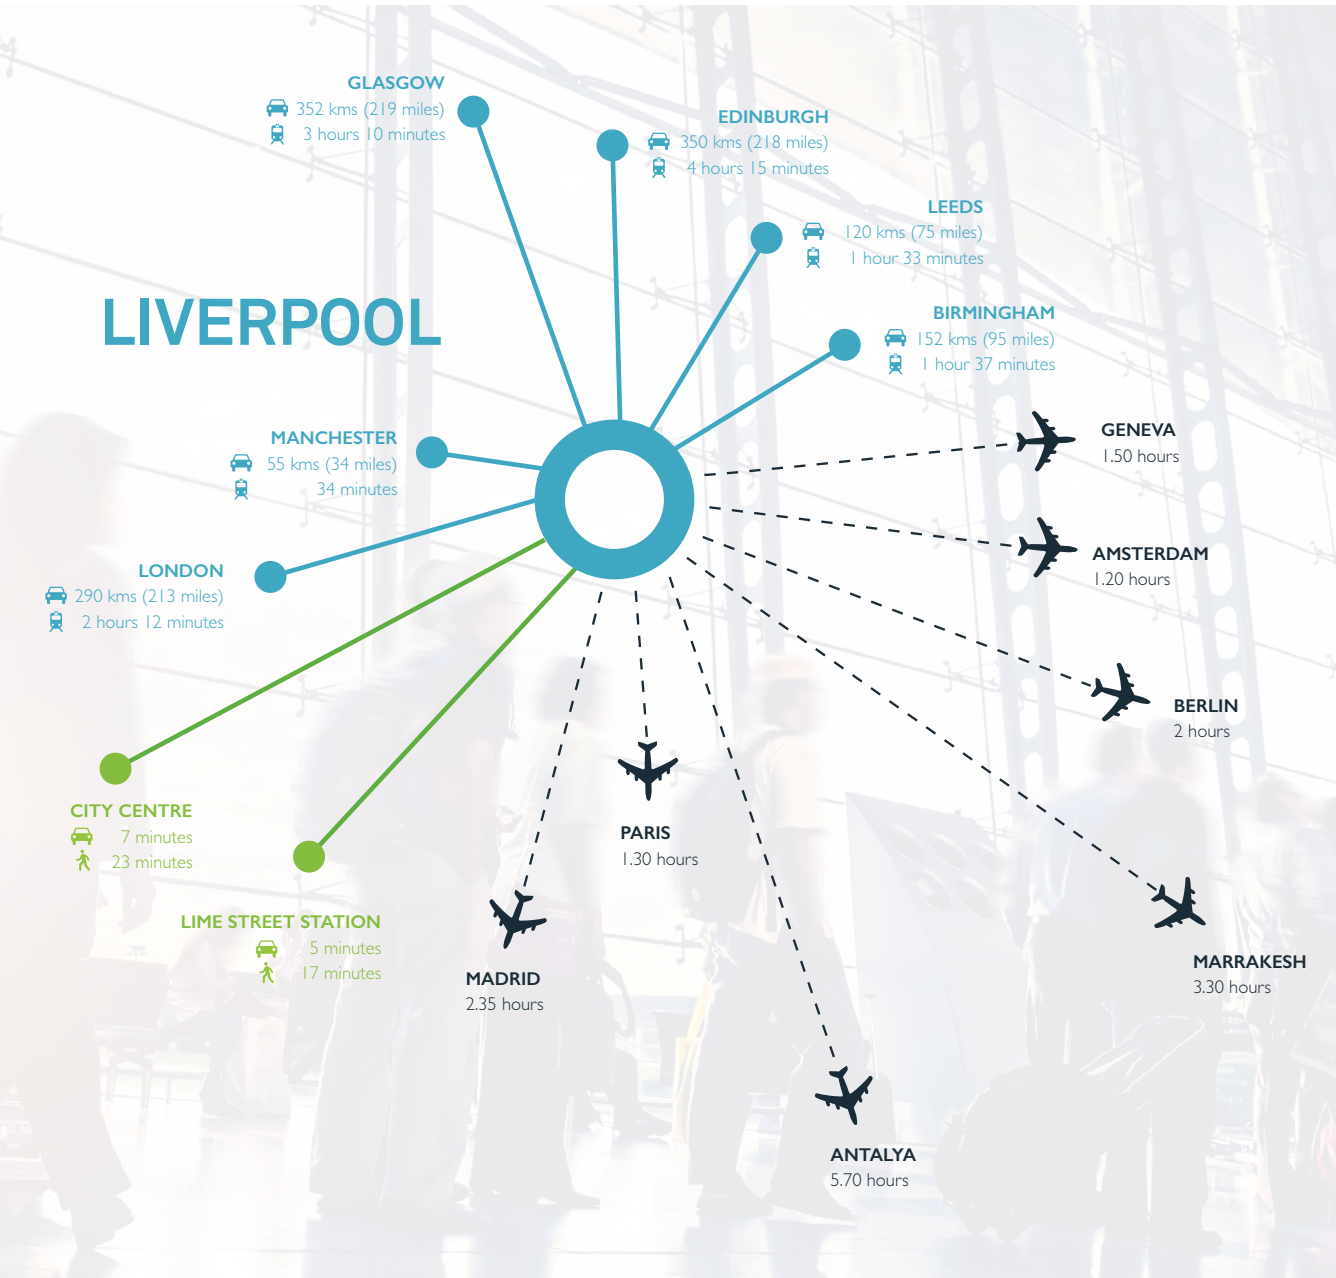 GLASGOW
352 kms (219 miles)
3 hours 10 minutes
EDINBURGH
350 kms (218 miles)
4 hours 15 minutes
LEEDS
120 kms (75 miles)
1 hour 33 minutes
LIVERPOOL
BIRMINGHAM
152 kms (95 miles)
1 hour 37 minutes
MANCHESTER
55 kms (34 miles)
34 minutes
GENEVA
1.50 hours
AMSTERDAM
1.20 hours
LONDON
290 kms (213 miles)
2 hours 12 minutes
BERLIN
2 hours
CITY CENTRE
7 minutes
23 minutes
PARIS
1.30 hours
LIME STREET STATION
5 minutes
17 minutes
MADRID
2.35 hours
MARRAKESH
3.30 hours
ANTALYA
5.70 hours